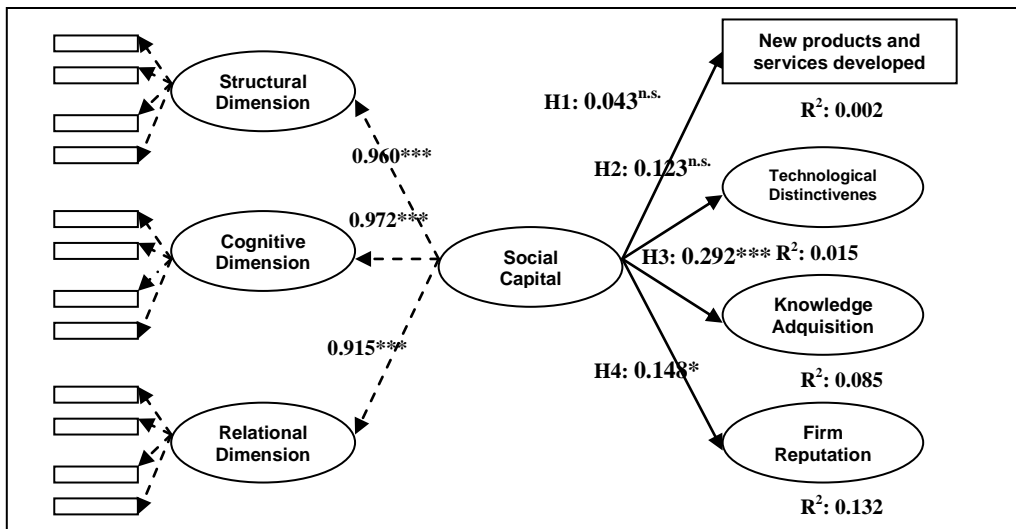 Structural
Dimension
0.960***
Cognitive
Dimension
0.972***
Relational
Dimension
0.915***
Social
Capital
H1: 0.043n.s.
H2: 0.123n.s.
H3: 0.292***
H4: 0.148*
New products and
services developed
R2: 0.002
Technological
Distinctivenes
R2: 0.015
Knowledge
Adquisition
R2: 0.085
Firm
Reputation
R2: 0.132